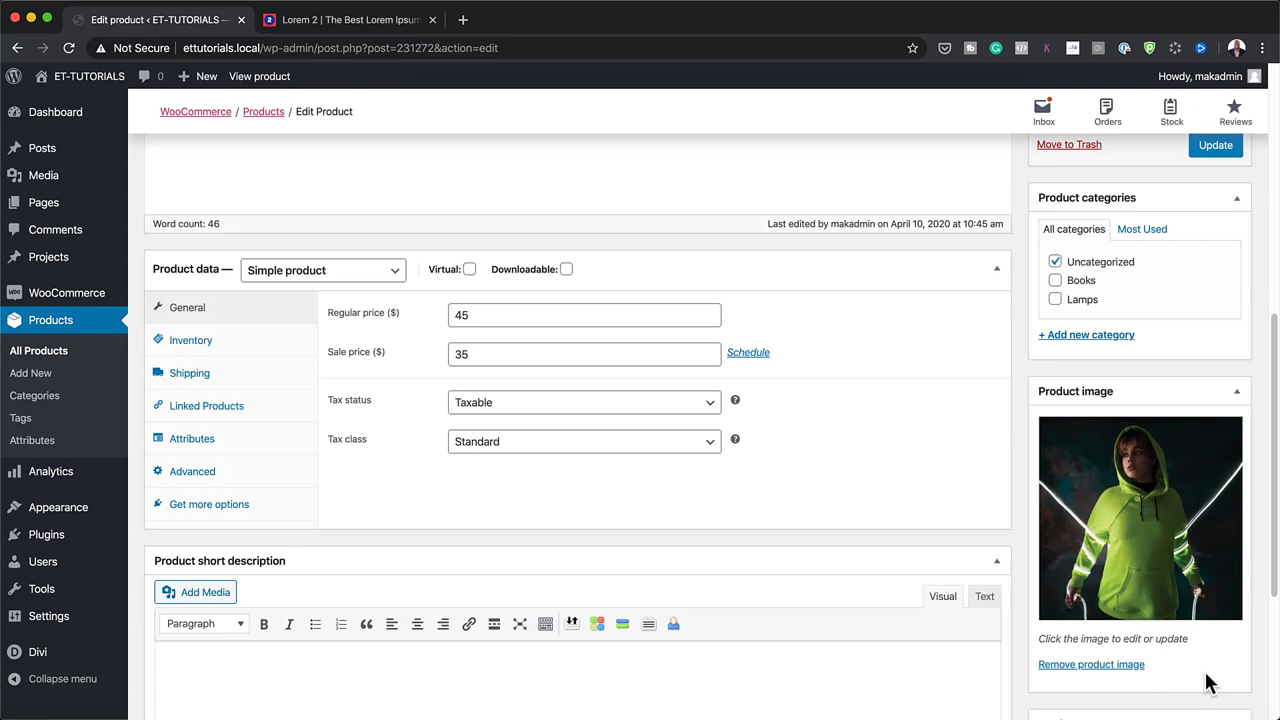 Edit product ‹ ET-TUTORIALS —
Lorem 2 | The Best Lorem Ipsum
Not Secure
ettutorials.local/wp-admin/post.php?post=231272&action=edit
ET-TUTORIALS
0
New
View product
Howdy, makadmin
Dashboard
Posts
Media
Pages
Comments
Projects
WooCommerce
Products
All Products
Add New
Categories
Tags
Attributes
Analytics
Appearance
Plugins
Users
Tools
Settings
Divi
Collapse menu
WooCommerce / Products / Edit Product
Inbox
Orders
Stock
Reviews
Word count: 46
Last edited by makadmin on April 10, 2020 at 10:45 am
Product data —
Simple product
Virtual:
Downloadable:
General
Inventory
Shipping
Linked Products
Attributes
Advanced
Get more options
Regular price ($)
45
Sale price ($)
35
Schedule
Tax status
Taxable
Tax class
Standard
Product short description
Add Media
Visual
Text
Paragraph
Move to Trash
Update
Product categories
All categories
Most Used
Uncategorized
Books
Lamps
+ Add new category
Product image
Click the image to edit or update
Remove product image